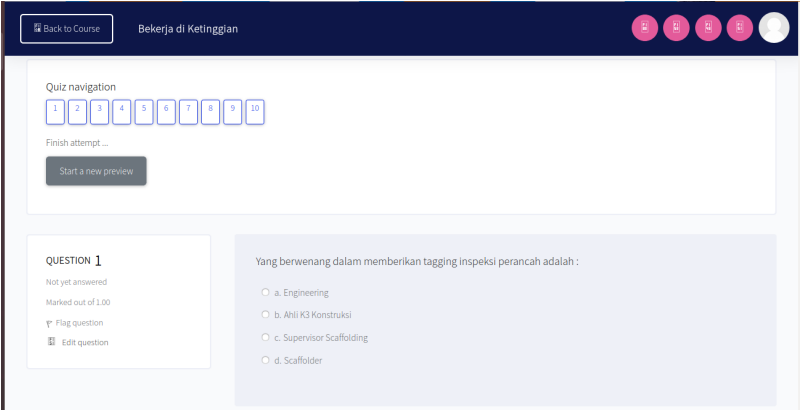 Back to Course
Bekerja di Ketinggian
Quiz navigation
1 2 3 4 5 6 7 8 9 10
Finish attempt ...
Start a new preview
QUESTION 1
Not yet answered
Marked out of 1.00
Flag question
Edit question
Yang berwenang dalam memberikan tagging inspeksi perancah adalah :
a. Engineering
b. Ahli K3 Konstruksi
c. Supervisor Scaffolding
d. Scaffolder